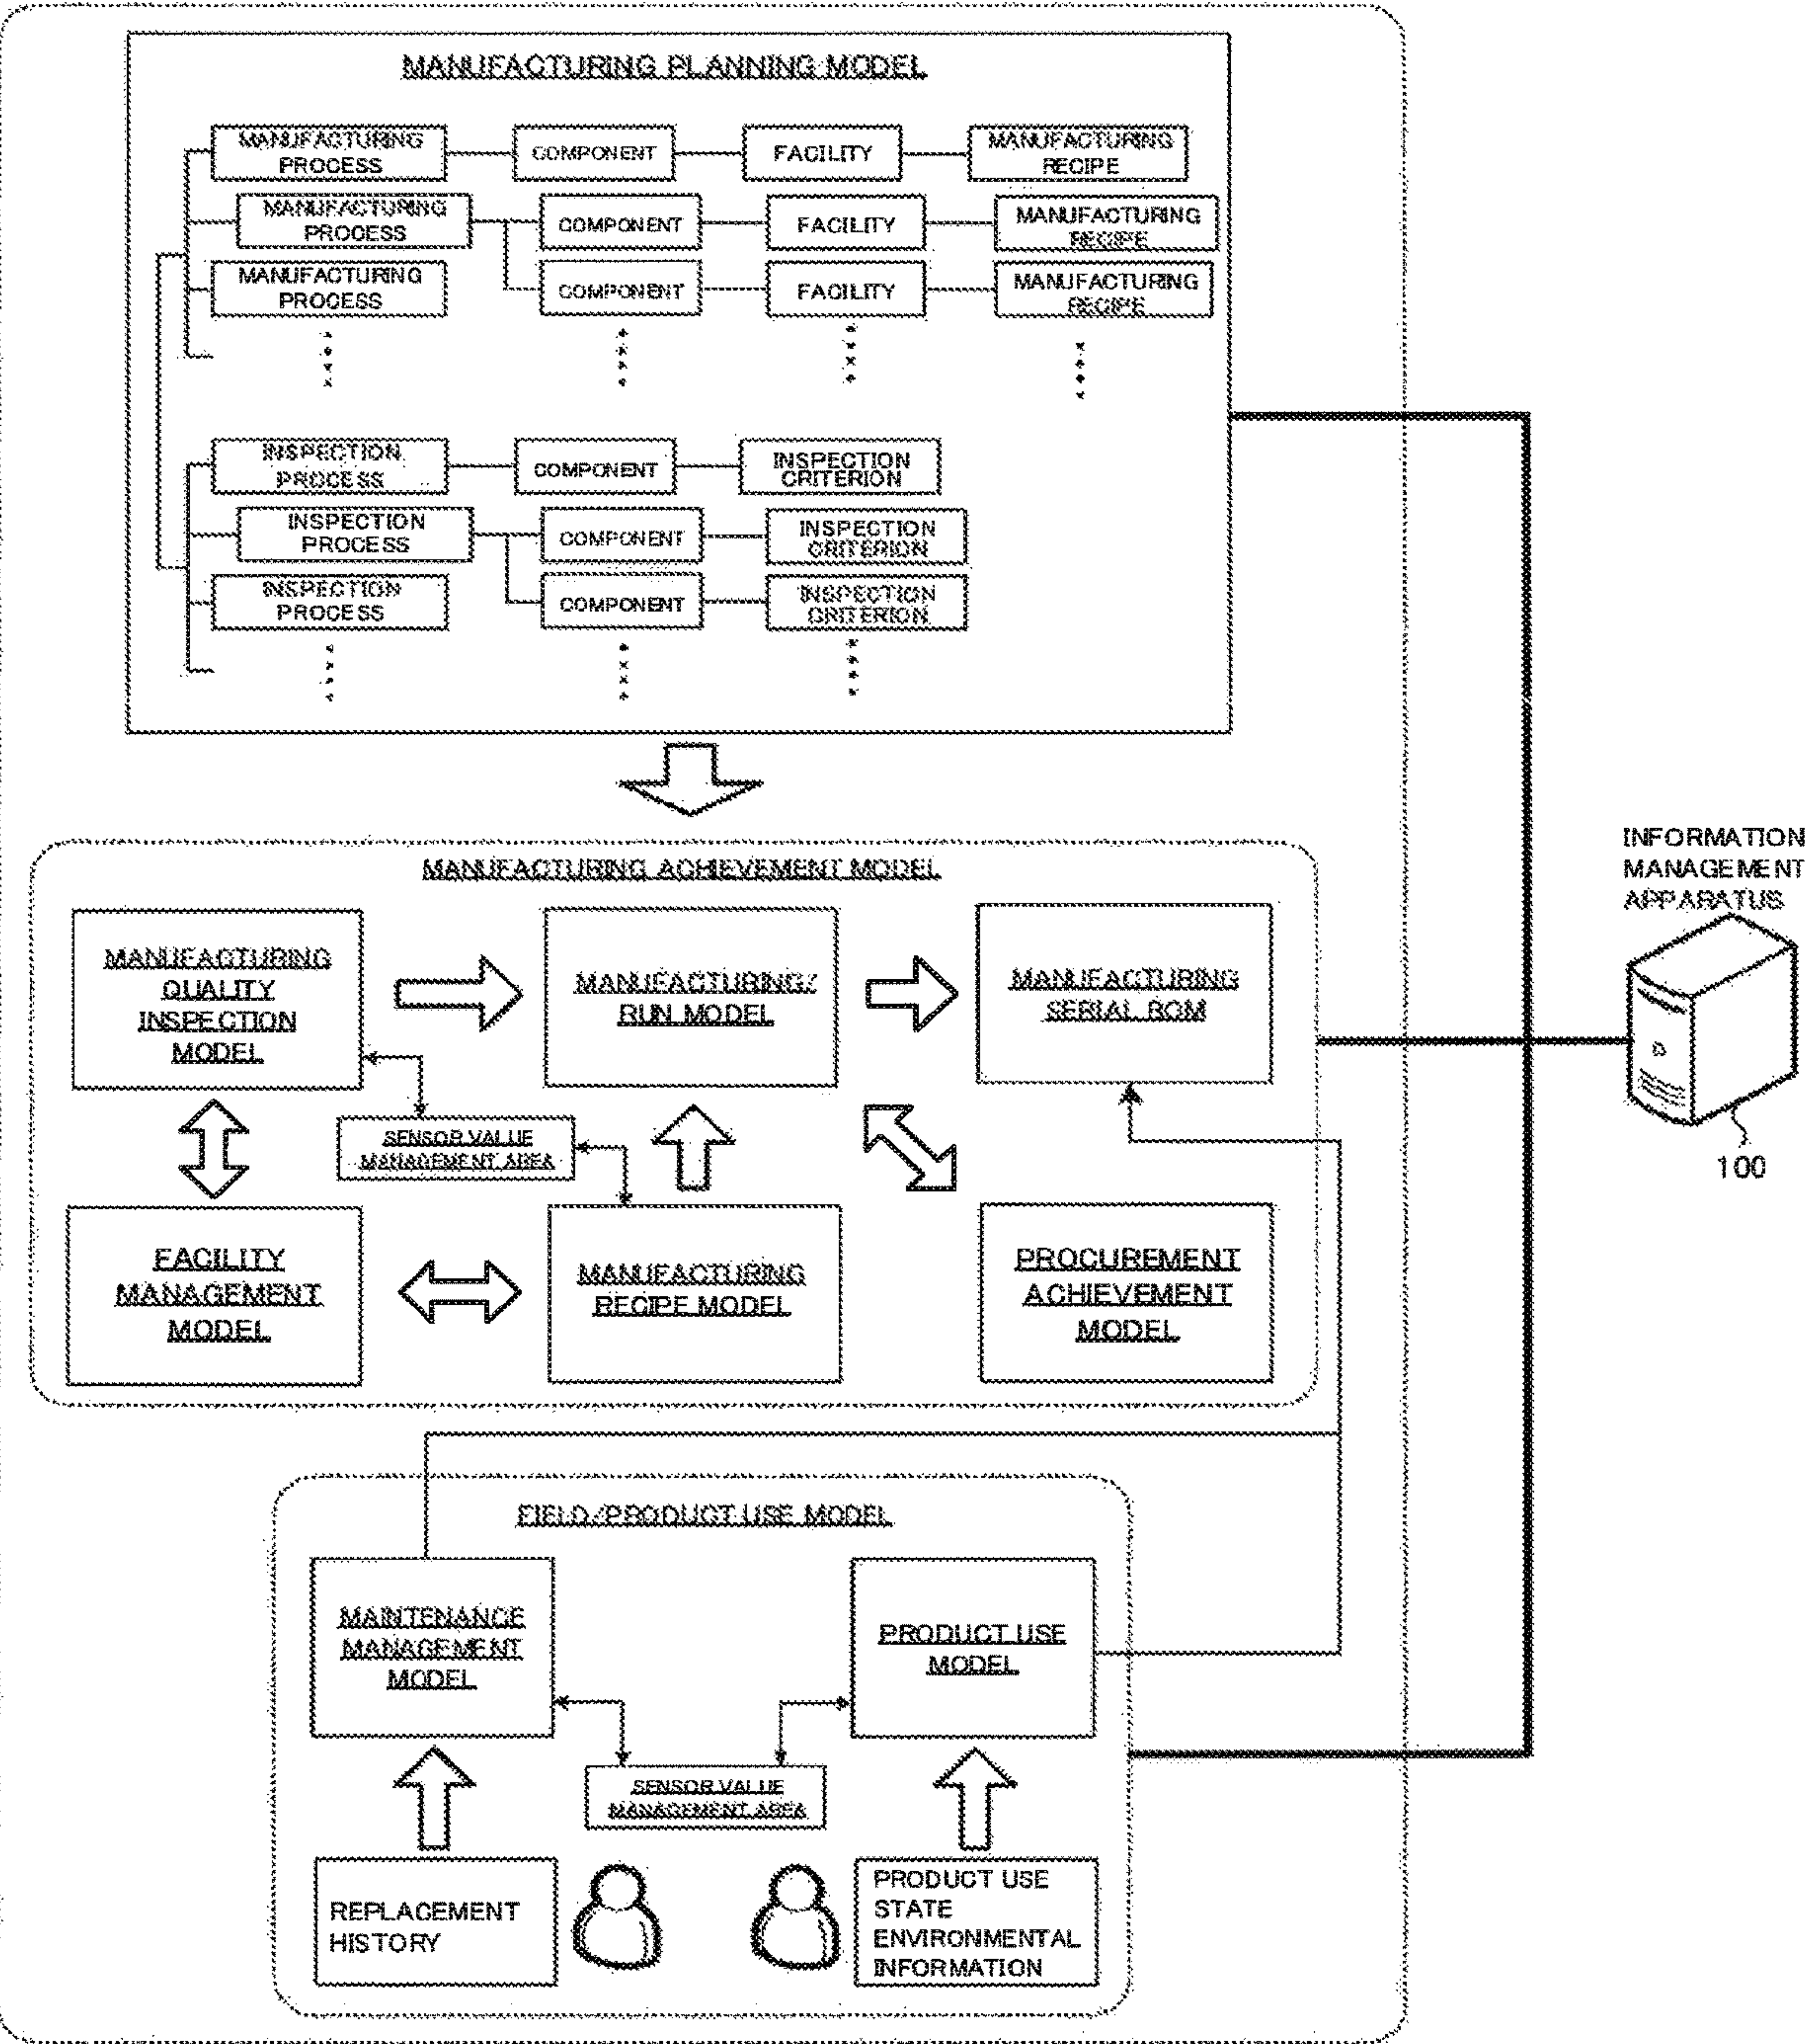 MANUFACTURING PLANNING MODEL
MANUFACTURING
PROCESS
COMPONENT
FACILITY
MANUFACTURING
RECIPE
MANUFACTURING
PROCESS
COMPONENT
FACILITY
MANUFACTURING
RECIPE
MANUFACTURING
PROCESS
COMPONENT
FACILITY
MANUFACTURING
RECIPE
INSPECTION
PROCESS
COMPONENT
INSPECTION
CRITERION
INSPECTION
PROCESS
COMPONENT
INSPECTION
CRITERION
INSPECTION
PROCESS
COMPONENT
INSPECTION
CRITERION
INFORMATION
MANAGEMENT
APPARATUS
100
MANUFACTURING ACHIEVEMENT MODEL
MANUFACTURING
QUALITY
INSPECTION
MODEL
MANUFACTURING/
RUN MODEL
MANUFACTURING
SERIAL BOM
SENSOR VALUE
MANAGEMENT AREA
FACILITY
MANAGEMENT
MODEL
MANUFACTURING
RECIPE MODEL
PROCUREMENT
ACHIEVEMENT
MODEL
FIELD/PRODUCT USE MODEL
MAINTENANCE
MANAGEMENT
MODEL
PRODUCT USE
MODEL
SENSOR VALUE
MANAGEMENT AREA
REPLACEMENT
HISTORY
PRODUCT USE
STATE
ENVIRONMENTAL
INFORMATION